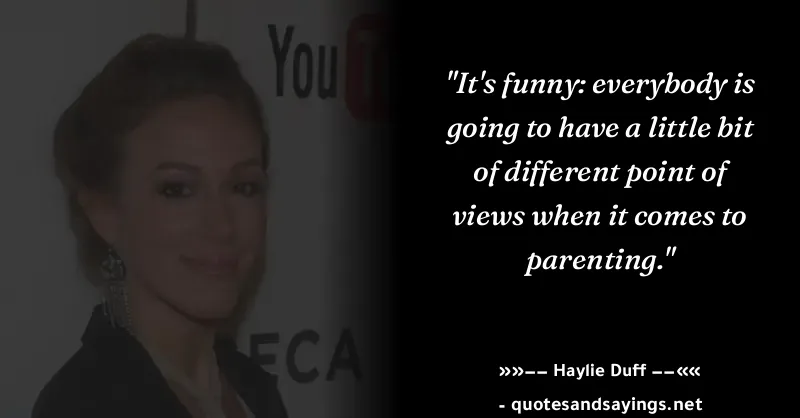 You
ECA
"It's funny: everybody is
going to have a little bit
of different point of
views when it comes to
parenting."
»»−− Haylie Duff −−««
- quotesandsayings.net